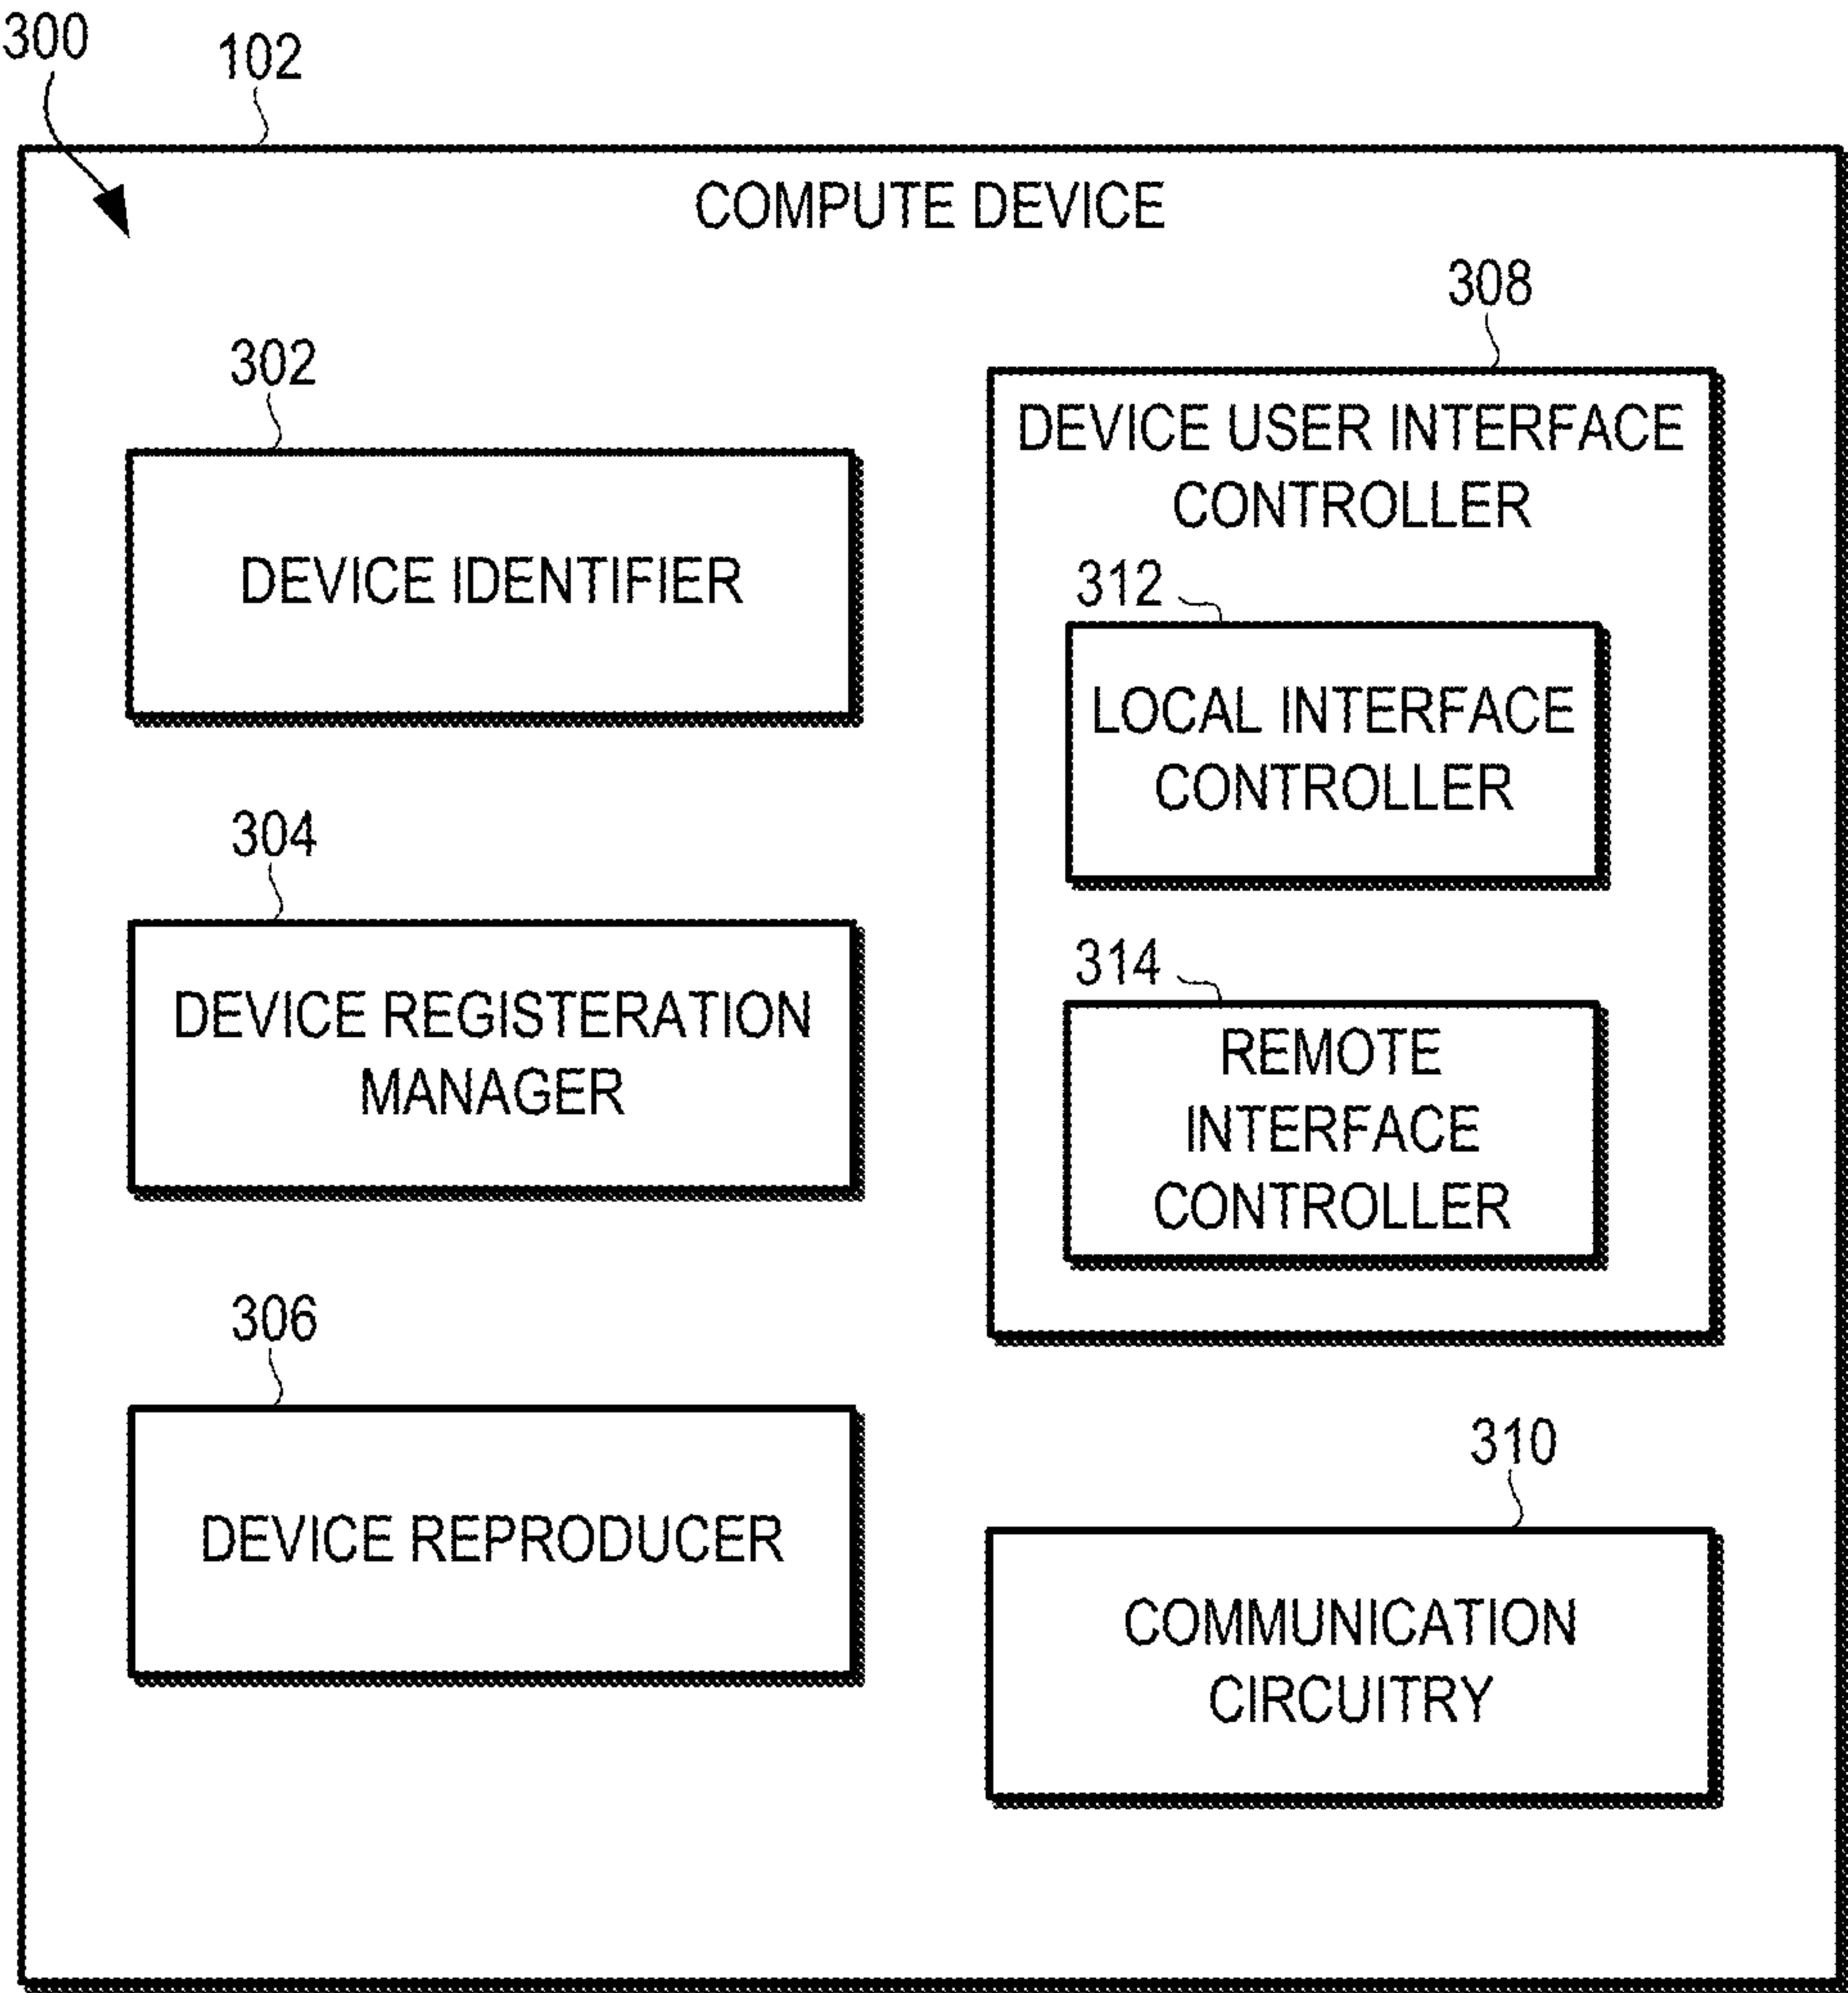 300
102
COMPUTE DEVICE
302
DEVICE IDENTIFIER
304
DEVICE REGISTERATION
MANAGER
306
DEVICE REPRODUCER
308
DEVICE USER INTERFACE
CONTROLLER
312
LOCAL INTERFACE
CONTROLLER
314
REMOTE
INTERFACE
CONTROLLER
310
COMMUNICATION
CIRCUITRY